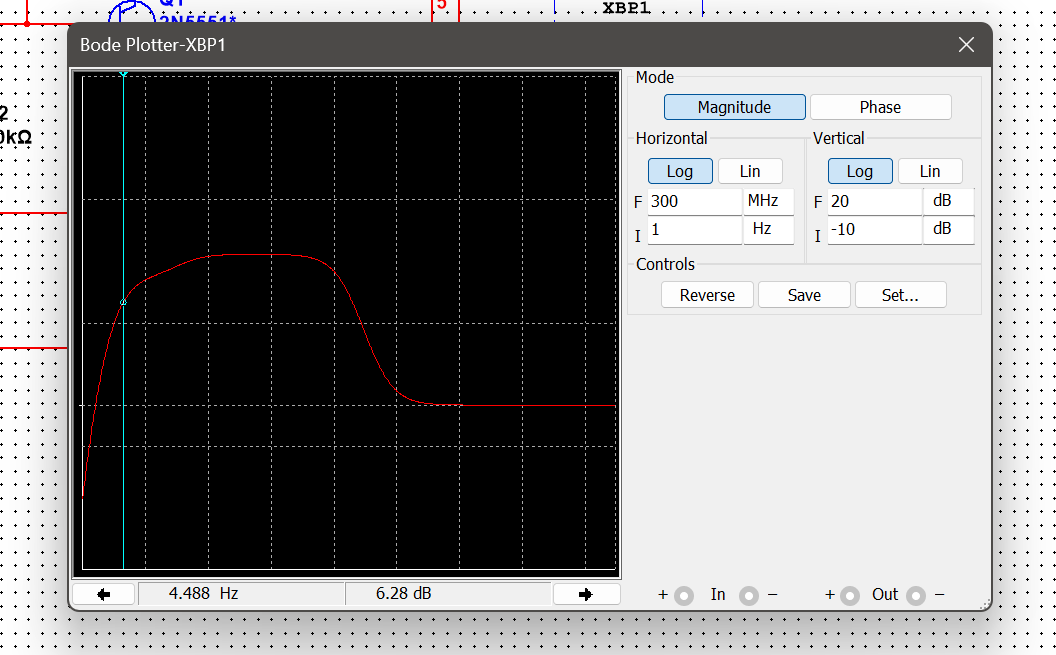 Q1
2N5551*
5
XBP1
2
0kΩ
Bode Plotter-XBP1
Mode
Magnitude
Phase
Horizontal
Vertical
Log
Lin
Log
Lin
F
300
MHz
F
20
dB
I
1
Hz
I
-10
dB
Controls
Reverse
Save
Set...
4.488 Hz
6.28 dB
+ In −
+ Out −